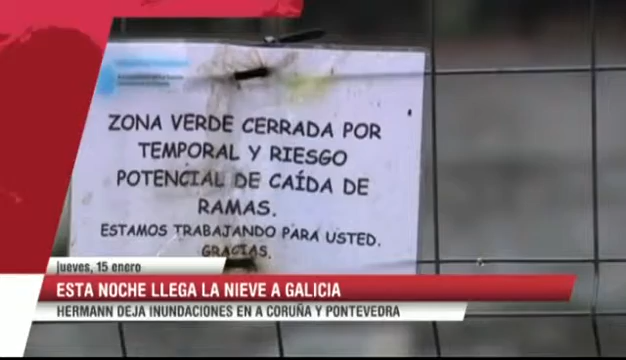 ZONA VERDE CERRADA POR
TEMPORAL Y RIESGO
POTENCIAL DE CAÍDA DE
RAMAS.
ESTAMOS TRABAJANDO PARA USTED.
GRACIAS.
jueves, 15 enero
ESTA NOCHE LLEGA LA NIEVE A GALICIA
HERMANN DEJA INUNDACIONES EN A CORUÑA Y PONTEVEDRA